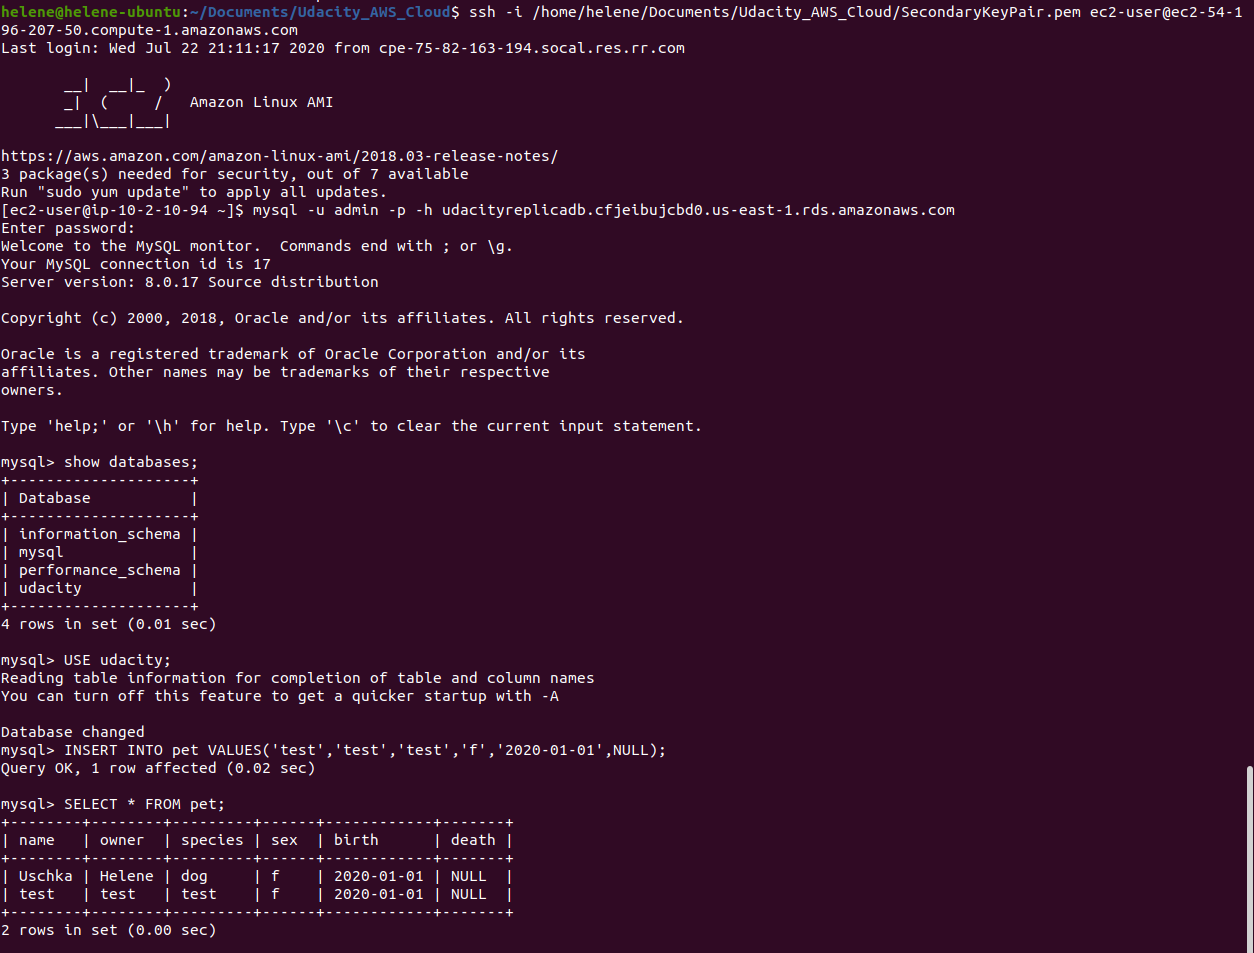 helene@helene-ubuntu:~/Documents/Udacity_AWS_Cloud$ ssh -i /home/helene/Documents/Udacity_AWS_Cloud/SecondaryKeyPair.pem ec2-user@ec2-54-1
96-207-50.compute-1.amazonaws.com
Last login: Wed Jul 22 21:11:17 2020 from cpe-75-82-163-194.socal.res.rr.com

       __|  __|_  )
       _|  (     /   Amazon Linux AMI
      ___|\___|___|

https://aws.amazon.com/amazon-linux-ami/2018.03-release-notes/
3 package(s) needed for security, out of 7 available
Run "sudo yum update" to apply all updates.
[ec2-user@ip-10-2-10-94 ~]$ mysql -u admin -p -h udacityreplicadb.cfjeibujcbd0.us-east-1.rds.amazonaws.com
Enter password:
Welcome to the MySQL monitor.  Commands end with ; or \g.
Your MySQL connection id is 17
Server version: 8.0.17 Source distribution

Copyright (c) 2000, 2018, Oracle and/or its affiliates. All rights reserved.

Oracle is a registered trademark of Oracle Corporation and/or its
affiliates. Other names may be trademarks of their respective
owners.

Type 'help;' or '\h' for help. Type '\c' to clear the current input statement.

mysql> show databases;
+--------------------+
| Database           |
+--------------------+
| information_schema |
| mysql              |
| performance_schema |
| udacity            |
+--------------------+
4 rows in set (0.01 sec)

mysql> USE udacity;
Reading table information for completion of table and column names
You can turn off this feature to get a quicker startup with -A

Database changed
mysql> INSERT INTO pet VALUES('test','test','test','f','2020-01-01',NULL);
Query OK, 1 row affected (0.02 sec)

mysql> SELECT * FROM pet;
+--------+--------+---------+------+------------+-------+
| name   | owner  | species | sex  | birth      | death |
+--------+--------+---------+------+------------+-------+
| Uschka | Helene | dog     | f    | 2020-01-01 | NULL  |
| test   | test   | test    | f    | 2020-01-01 | NULL  |
+--------+--------+---------+------+------------+-------+
2 rows in set (0.00 sec)